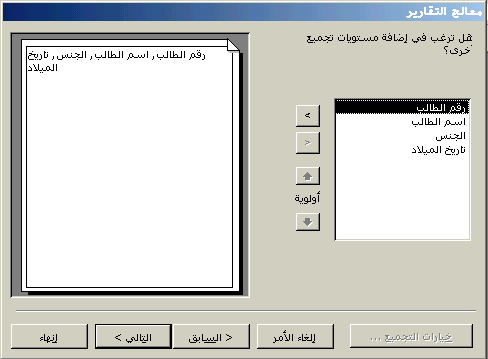 معالج التقارير
هل ترغب في إضافة مستويات تجميع
أخرى؟
رقم الطالب
اسم الطالب
الجنس
تاريخ الميلاد
>
<
أولوية
رقم الطالب, اسم الطالب, الجنس, تاريخ
الميلاد
خيارات التجميع ...
إلغاء الأمر
< السابق
التالي >
إنهاء